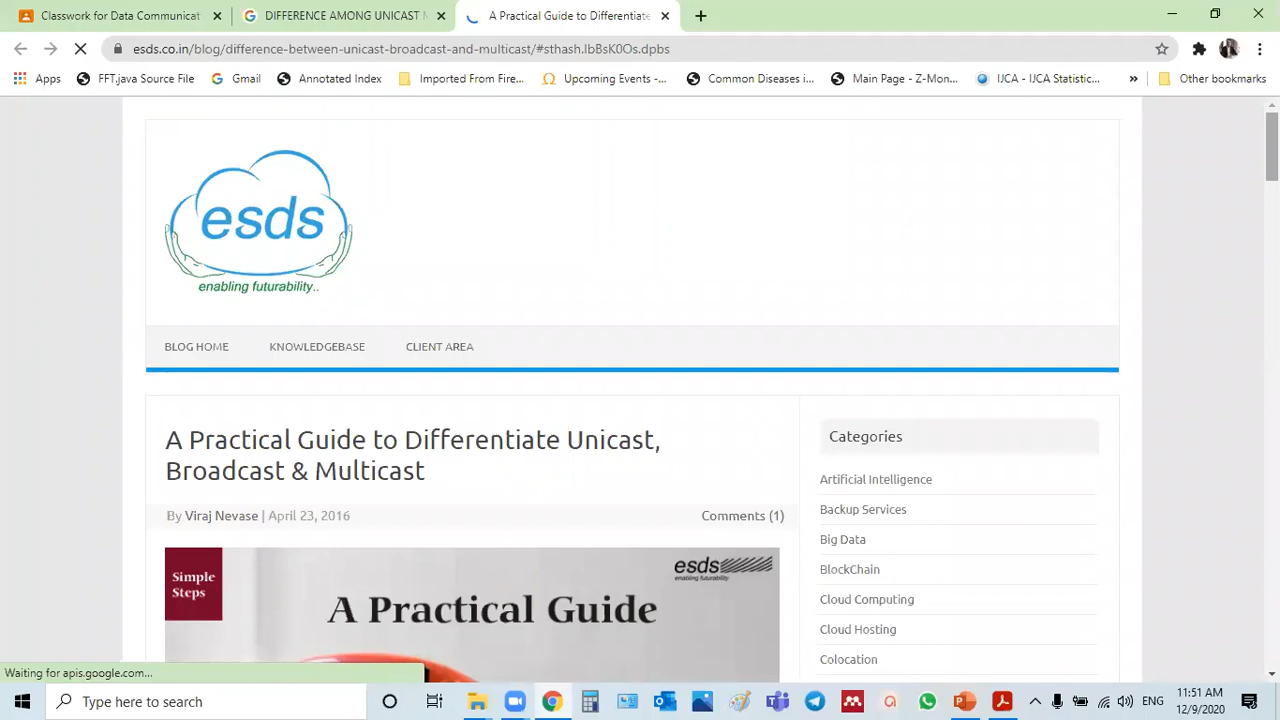 Classwork for Data Communicat
DIFFERENCE AMONG UNICAST M
A Practical Guide to Differentiate
esds.co.in/blog/difference-between-unicast-broadcast-and-multicast/#sthash.lbBsK0Os.dpbs
Apps
FFT.java Source File
Gmail
Annotated Index
Imported From Fire...
Upcoming Events -...
Common Diseases i...
Main Page - Z-Mon...
IJCA - IJCA Statistic...
»
Other bookmarks
esds
enabling futurability..
BLOG HOME KNOWLEDGEBASE CLIENT AREA
A Practical Guide to Differentiate Unicast,
Broadcast & Multicast
By Viraj Nevase | April 23, 2016
Comments (1)
Simple
Steps
esds
enabling futurability
A Practical Guide
Categories
Artificial Intelligence
Backup Services
Big Data
BlockChain
Cloud Computing
Cloud Hosting
Colocation
Waiting for apis.google.com...
Type here to search
ENG
11:51 AM
12/9/2020